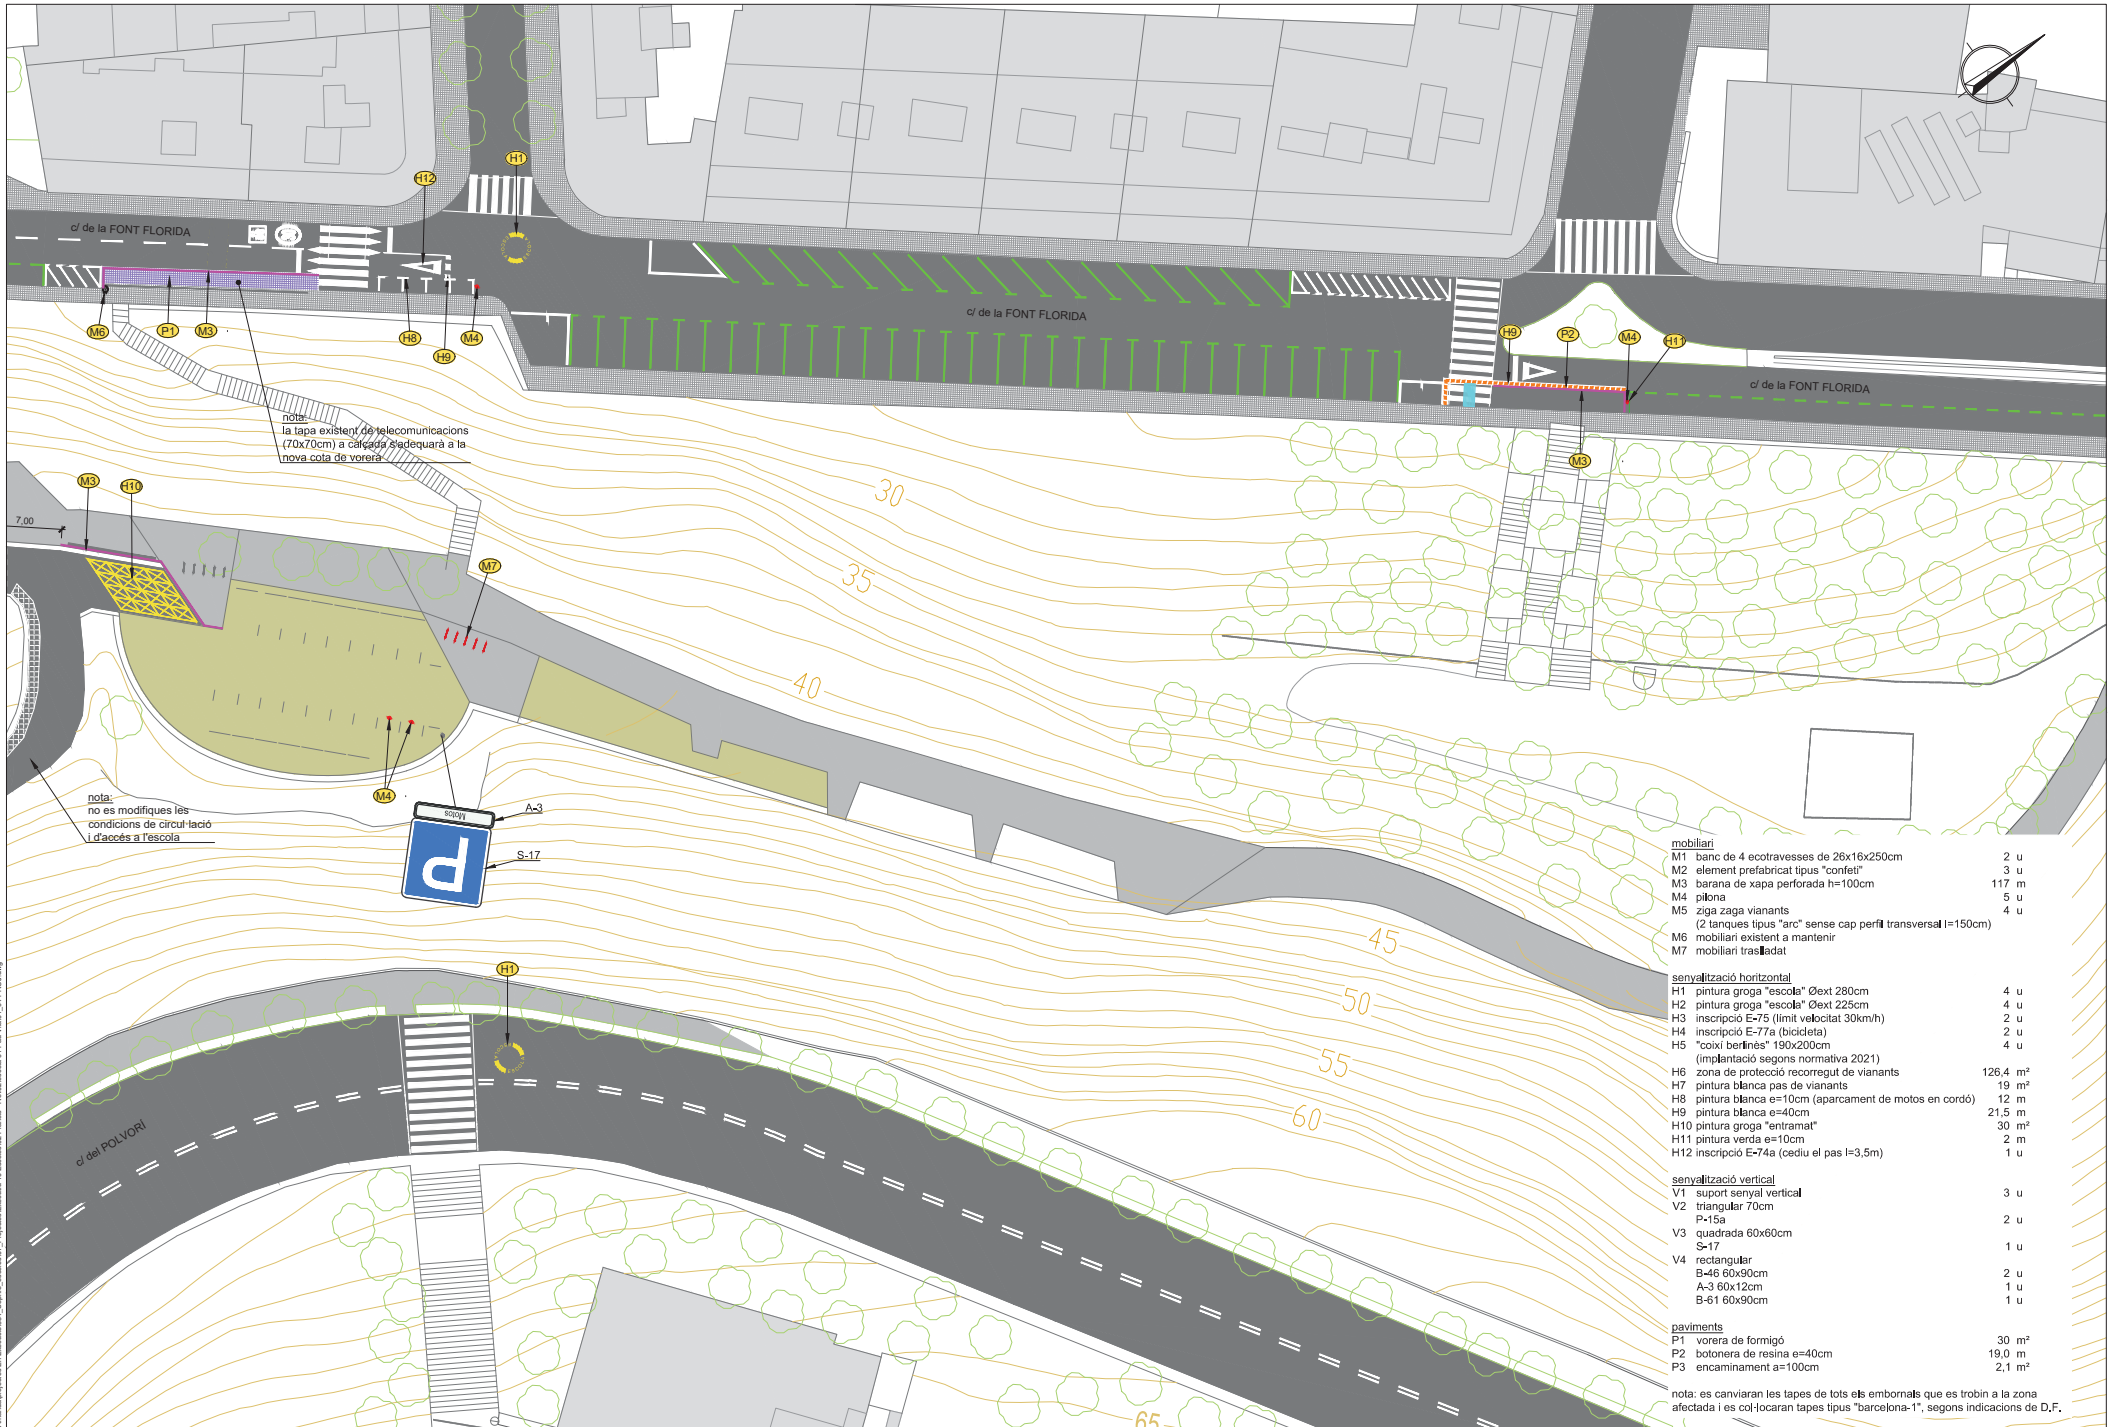 H1
H12
c/ de la FONT FLORIDA
c/ de la FONT FLORIDA
M6
P1
M3
H8
H9
M4
H9
P2
M4
H11
c/ de la FONT FLORIDA
M3
nota:
la tapa existent de telecomunicacions
(70x70cm) a calçada s'adequarà a la
nova cota de vorera
M3
H10
7,00
30
35
M7
40
M4
nota:
no es modifiques les
condicions de circul·lació
i d'accés a l'escola
Motos
A-3
P
S-17
45
50
55
60
65
H1
c/ del POLVORÍ
mobiliari
M1 banc de 4 ecotravesses de 26x16x250cm 2 u
M2 element prefabricat tipus "confeti" 3 u
M3 barana de xapa perforada h=100cm 117 m
M4 pilona 5 u
M5 ziga zaga vianants 4 u
(2 tanques tipus "arc" sense cap perfil transversal l=150cm)
M6 mobiliari existent a mantenir
M7 mobiliari traslladat
senyalització horitzontal
H1 pintura groga "escola" Øext 280cm 4 u
H2 pintura groga "escola" Øext 225cm 4 u
H3 inscripció E-75 (límit velocitat 30km/h) 2 u
H4 inscripció E-77a (bicicleta) 2 u
H5 "coixí berlinès" 190x200cm 4 u
(implantació segons normativa 2021)
H6 zona de protecció recorregut de vianants 126,4 m²
H7 pintura blanca pas de vianants 19 m²
H8 pintura blanca e=10cm (aparcament de motos en cordó) 12 m
H9 pintura blanca e=40cm 21,5 m
H10 pintura groga "entramat" 30 m²
H11 pintura verda e=10cm 2 m
H12 inscripció E-74a (cediu el pas l=3,5m) 1 u
senyalització vertical
V1 suport senyal vertical 3 u
V2 triangular 70cm
P-15a 2 u
V3 quadrada 60x60cm
S-17 1 u
V4 rectangular
B-46 60x90cm 2 u
A-3 60x12cm 1 u
B-61 60x90cm 1 u
paviments
P1 vorera de formigó 30 m²
P2 botonera de resina e=40cm 19,0 m
P3 encaminament a=100cm 2,1 m²
nota: es canviaran les tapes de tots els embornals que es trobin a la zona
afectada i es col·locaran tapes tipus "barcelona-1", segons indicacions de D.F.